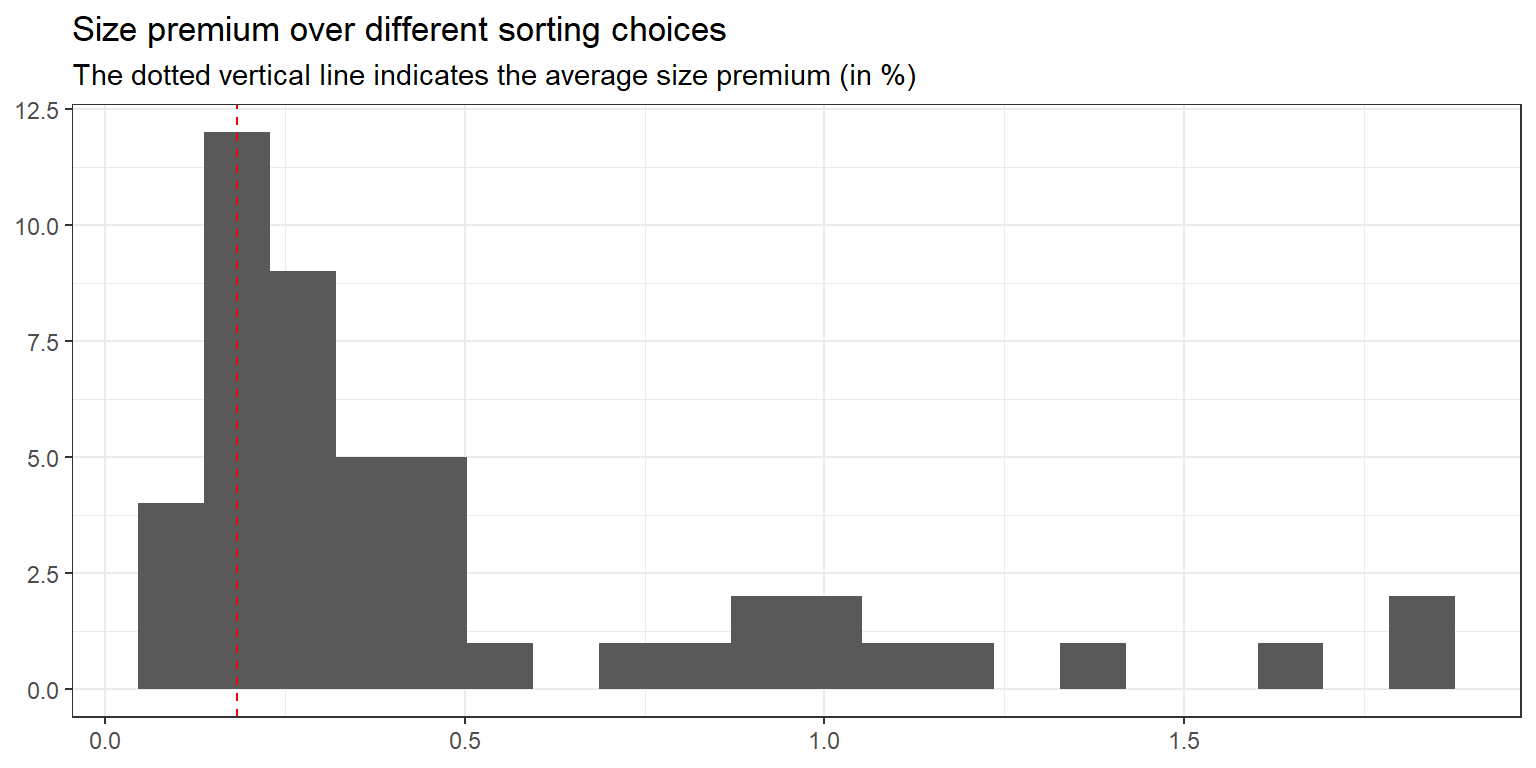 Size premium over different sorting choices
The dotted vertical line indicates the average size premium (in %)
12.5
10.0
7.5
5.0
2.5
0.0
0.0 0.5 1.0 1.5